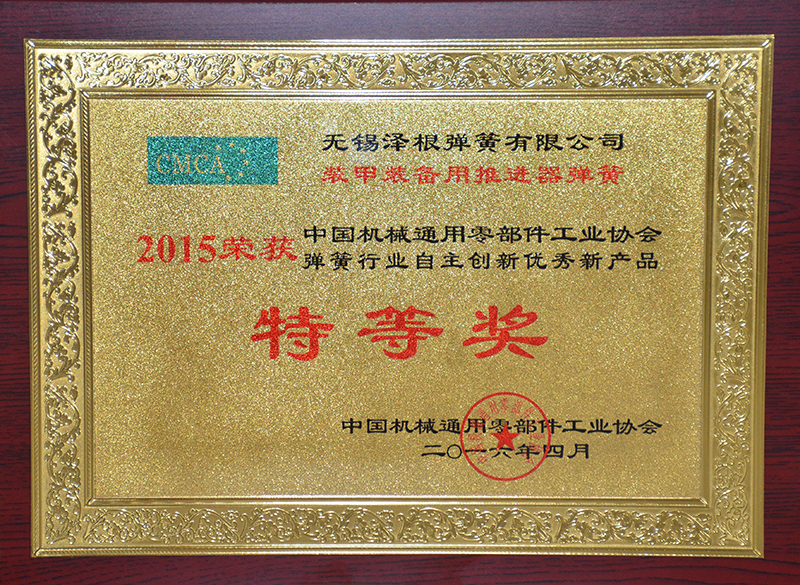 CMCA
无锡泽根弹簧有限公司
装甲装备用推进器弹簧
2015荣获
中国机械通用零部件工业协会
弹簧行业自主创新优秀新产品
特等奖
中国机械通用零部件工业协会
二〇一六年四月